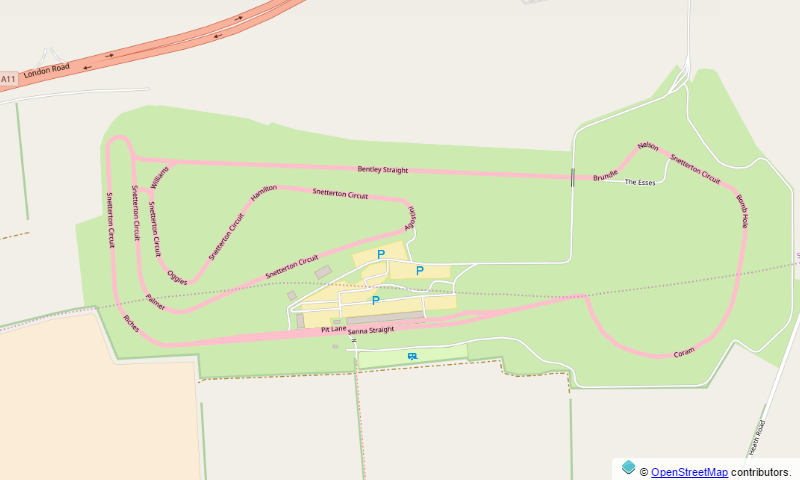 London Road
A11
Bentley Straight
Nelson
Snetterton Circuit
Williams
Brundle
The Esses
Hamilton
Snetterton Circuit
Snetterton Circuit
Snetterton Circuit
Snetterton Circuit
Snetterton Circuit
Agostini
Bomb Hole
Snetterton Circuit
Oggies
P
P
Palmer
P
Riches
Pit Lane
Senna Straight
Coram
Heath Road
© OpenStreetMap contributors.